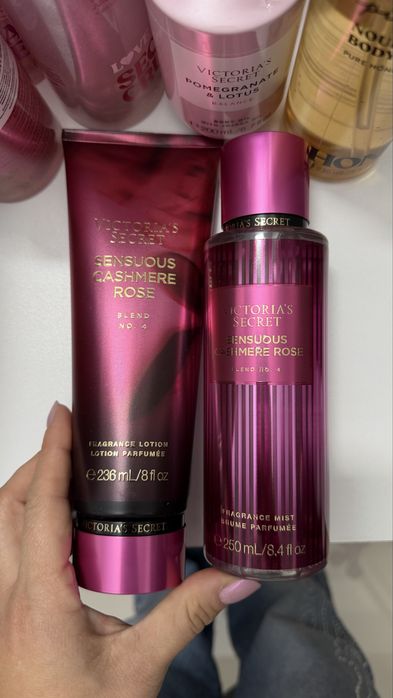 VICTORIA'S
SECRET
POMEGRANATE
& LOTUS
BALANCE
PURE HON
VICTORIA'S
SECRET
SENSUOUS
CASHMERE
ROSE
BLEND
NO. 4
FRAGRANCE LOTION
LOTION PARFUMÉE
e 236 mL/8 fl oz
VICTORIA'S SECRET
VICTORIA'S SECRET
VICTORIA'S
SECRET
SENSUOUS
CASHMERE ROSE
BLEND NO. 4
FRAGRANCE MIST
BRUME PARFUMÉE
e 250 mL/8.4 fl oz